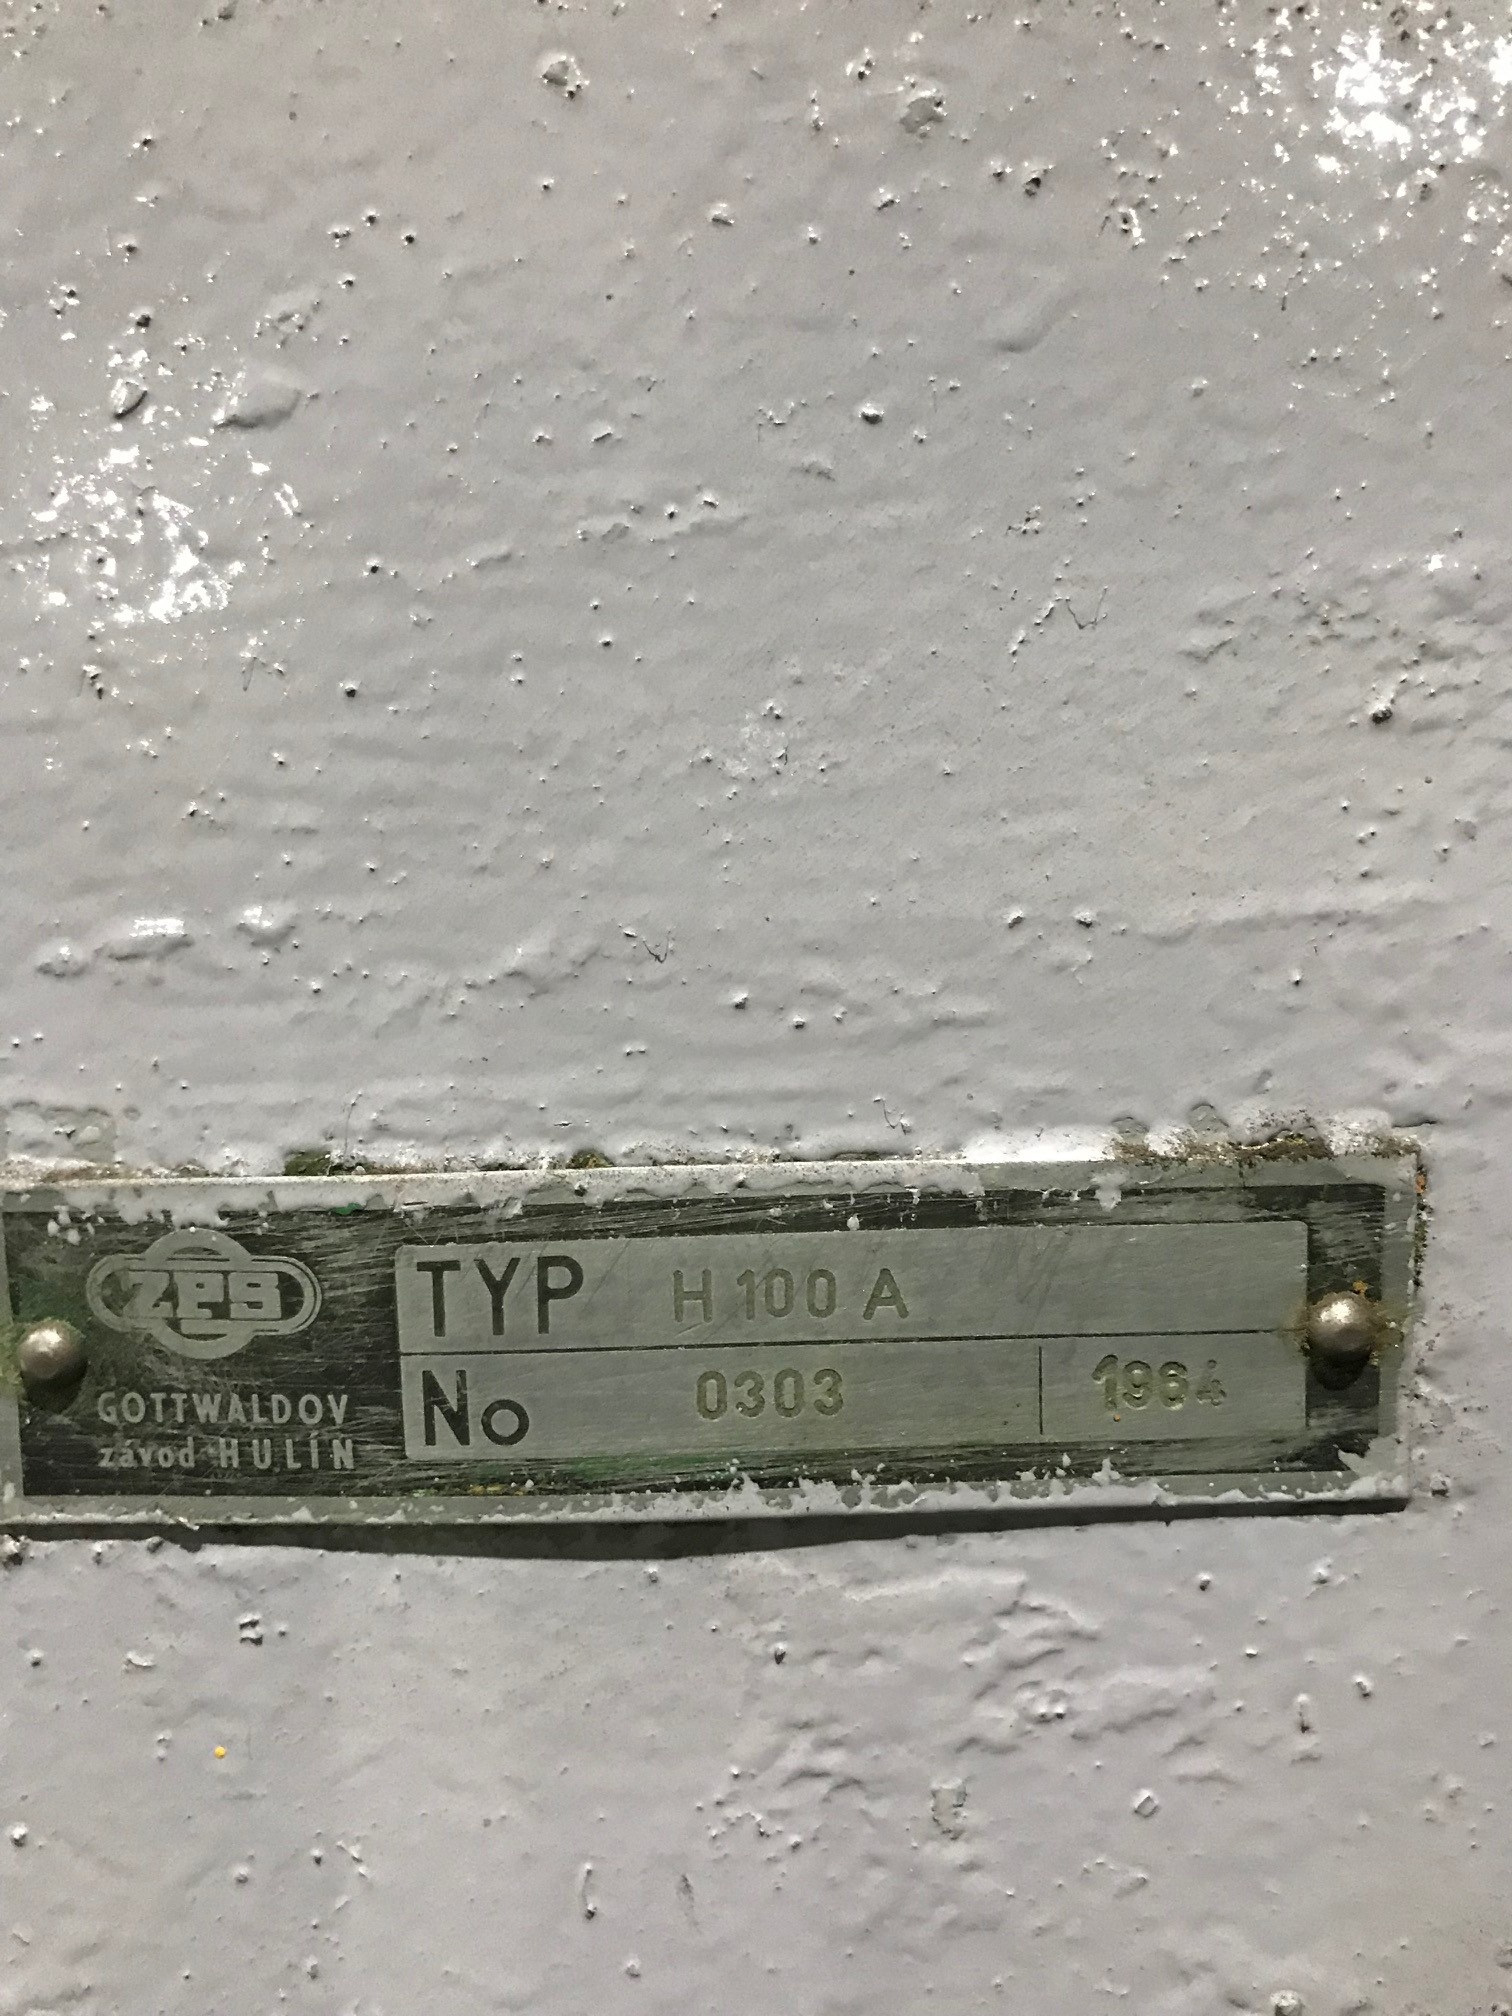 ZPS
GOTTWALDOV
závod HULÍN
TYP H 100 A
No 0303 1964